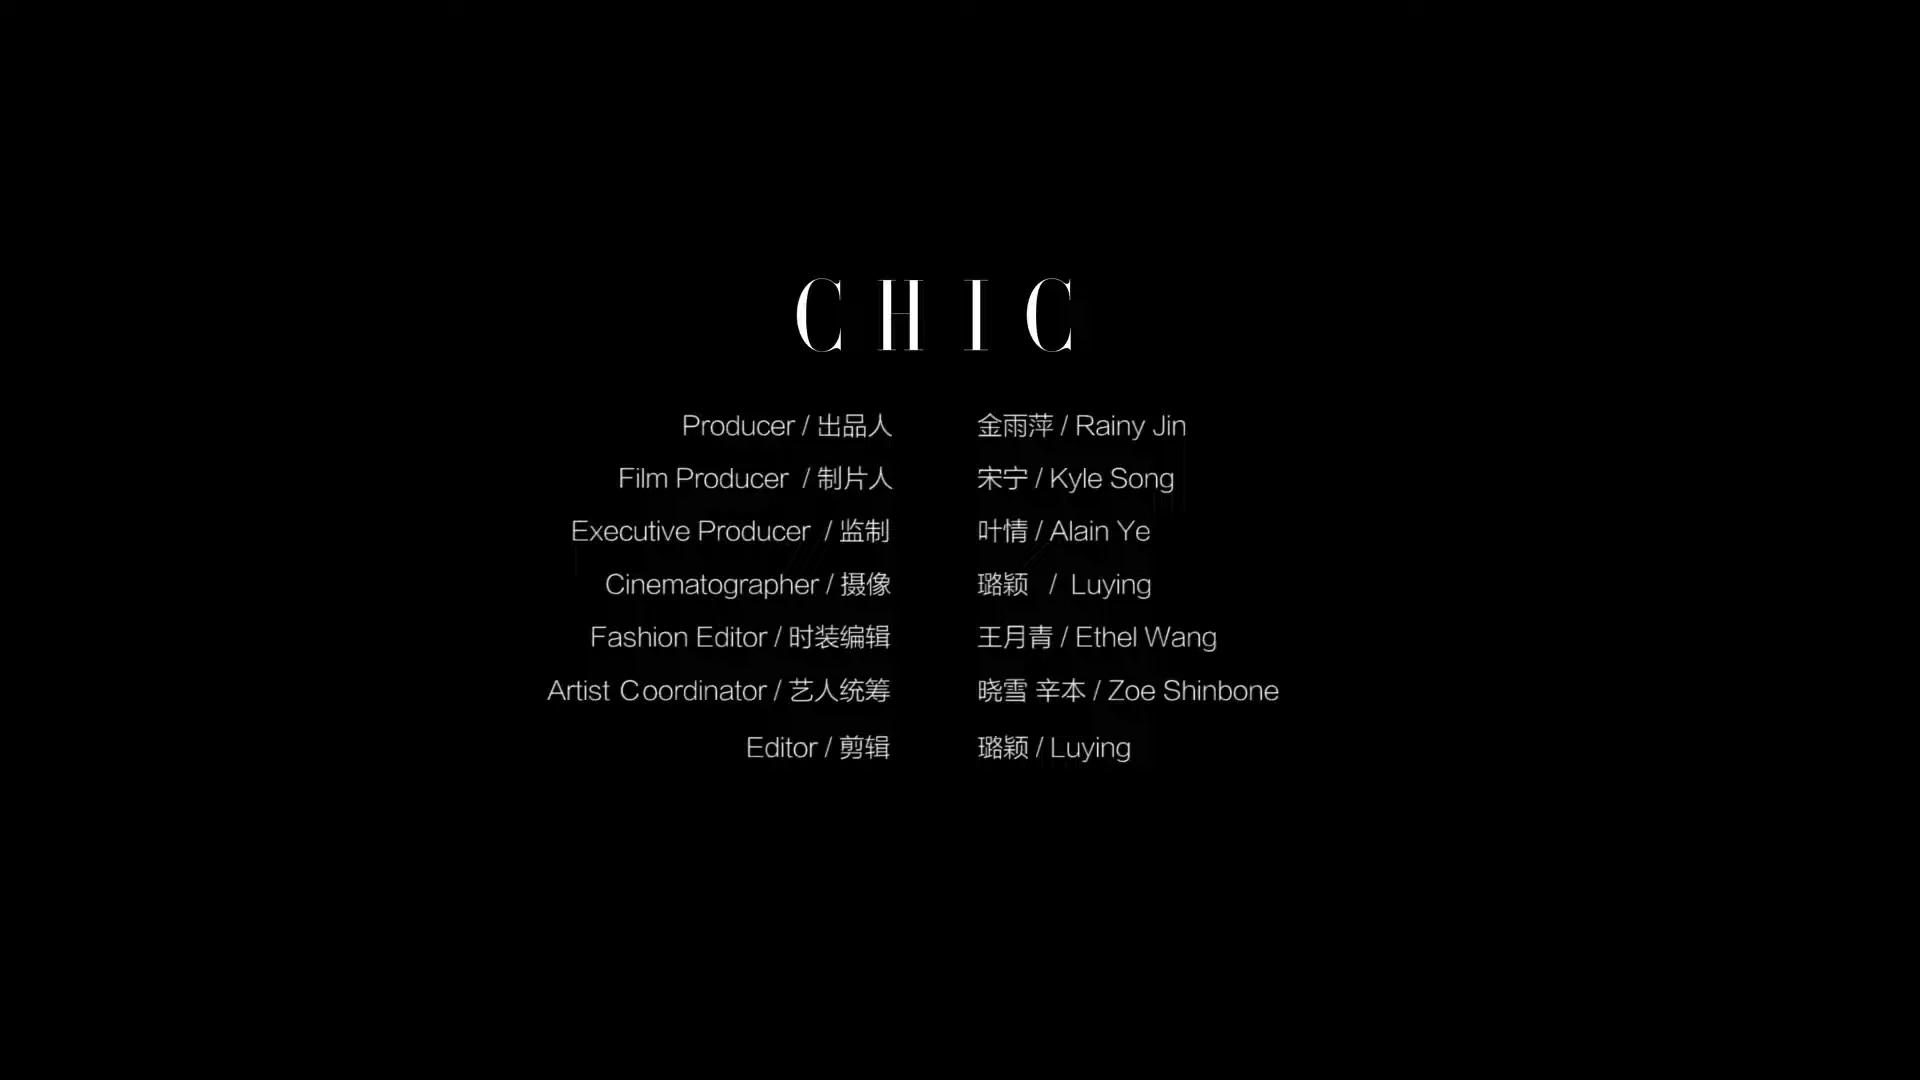 CHIC
Producer / 出品人 金雨萍 / Rainy Jin
Film Producer / 制片人 宋宁 / Kyle Song
Executive Producer / 监制 叶情 / Alain Ye
Cinematographer / 摄像 璐颖 / Luying
Fashion Editor / 时装编辑 王月青 / Ethel Wang
Artist Coordinator / 艺人统筹 晓雪 辛本 / Zoe Shinbone
Editor / 剪辑 璐颖 / Luying